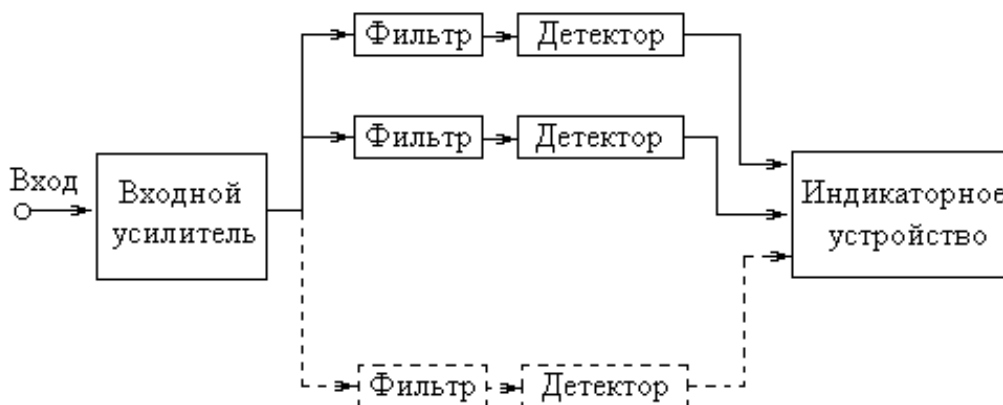 Фильтр
Детектор
Фильтр
Детектор
Вход
Входной
усилитель
Индикаторное
устройство
Фильтр
Детектор